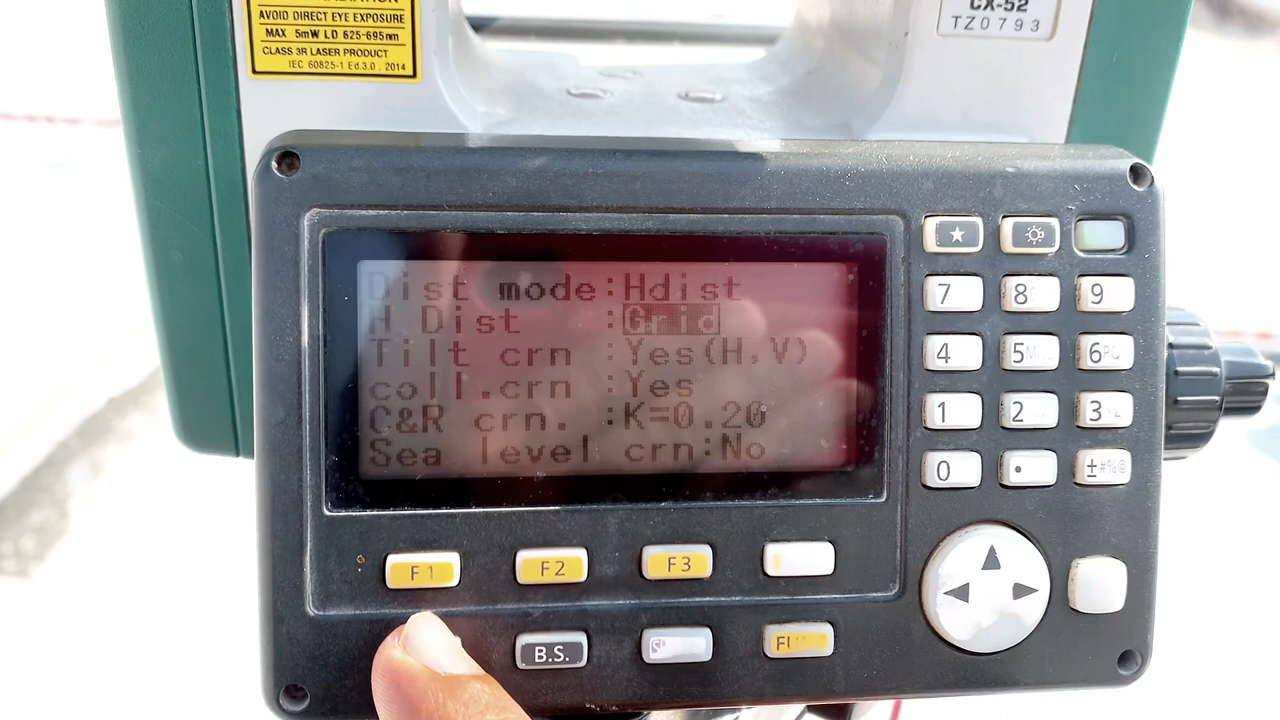 AVOID DIRECT EYE EXPOSURE
MAX 5mW LD 625-695nm
CLASS 3R LASER PRODUCT
IEC 60825-1 Ed.3.0 , 2014
CX-52
TZ0793
Dist mode:Hdist
H Dist :Grid
Tilt crn :Yes(H,V)
coll.crn :Yes
C&R crn. :K=0.20
Sea level crn:No
7 8 9
4 5 6
1 2 3
0 . ±#%@
F1 F2 F3
B.S.